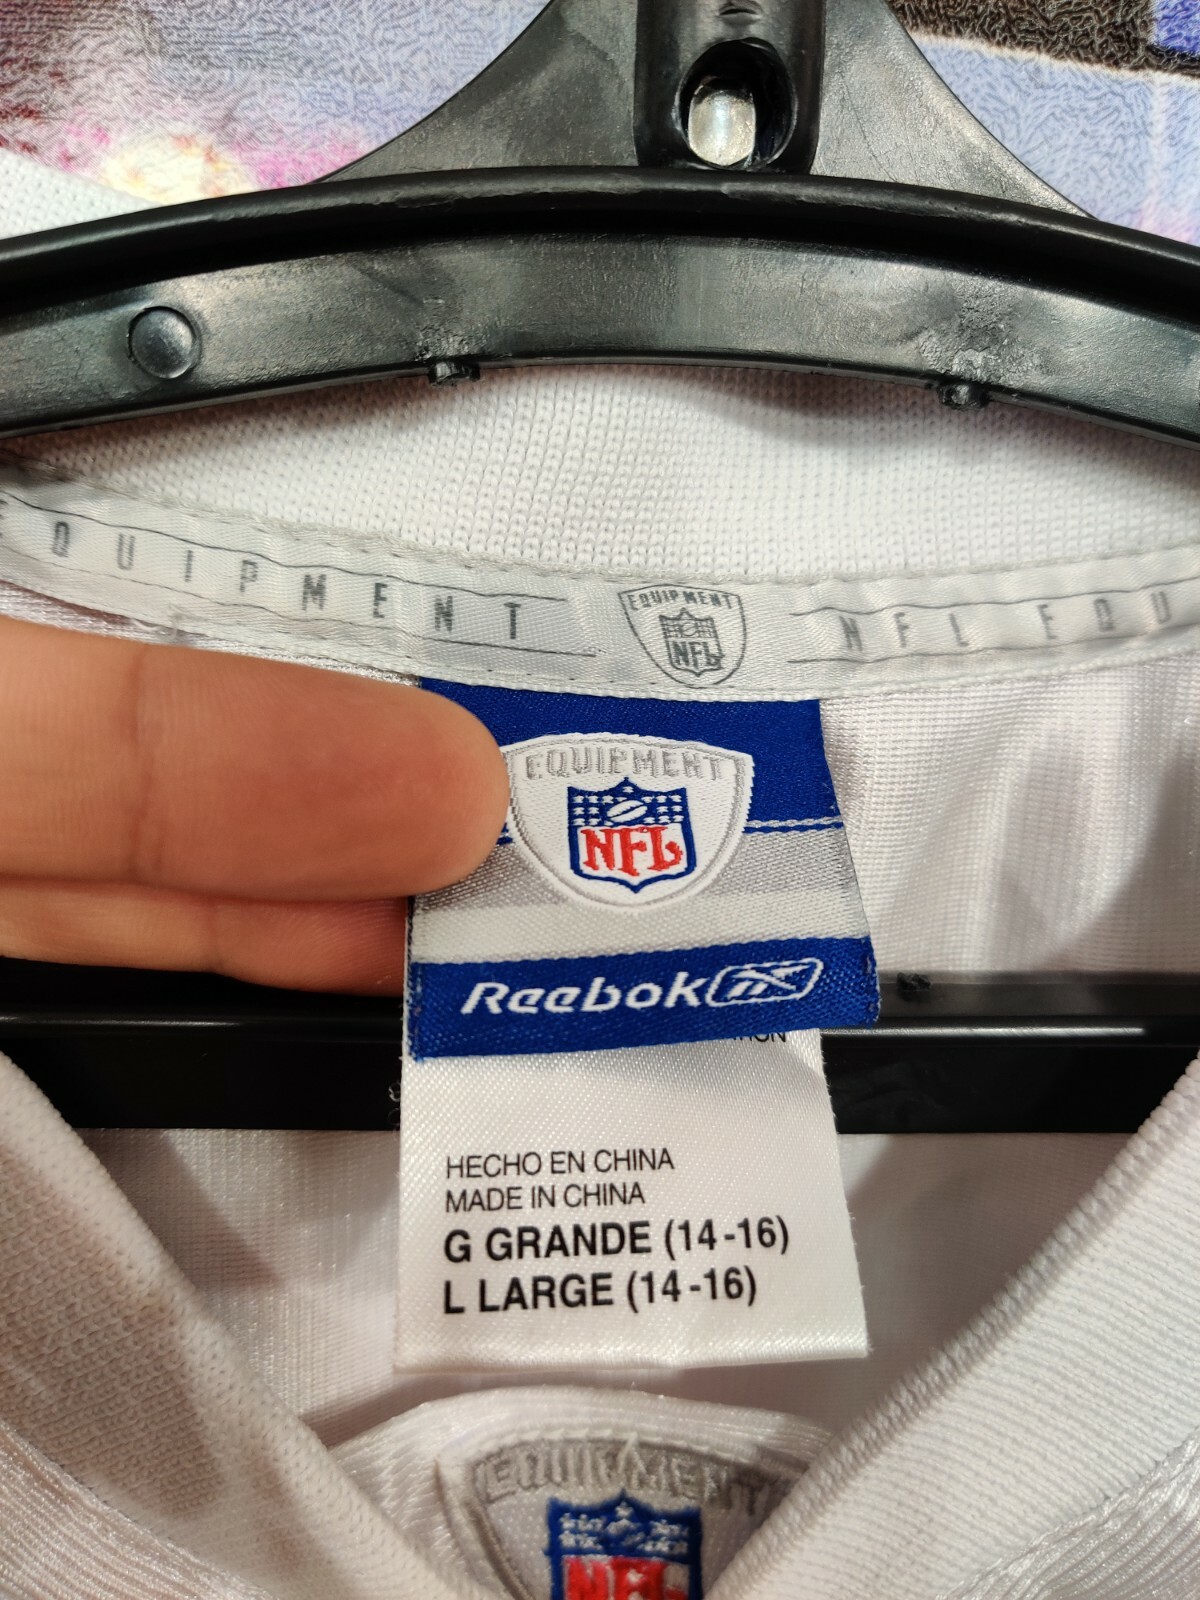 EQUIPMENT
EQUIPMENT
NFL
NFL EQU
EQUIPMENT
NFL
Reebok
HECHO EN CHINA
MADE IN CHINA
G GRANDE (14-16)
L LARGE (14-16)
EQUIPMENT
NFL